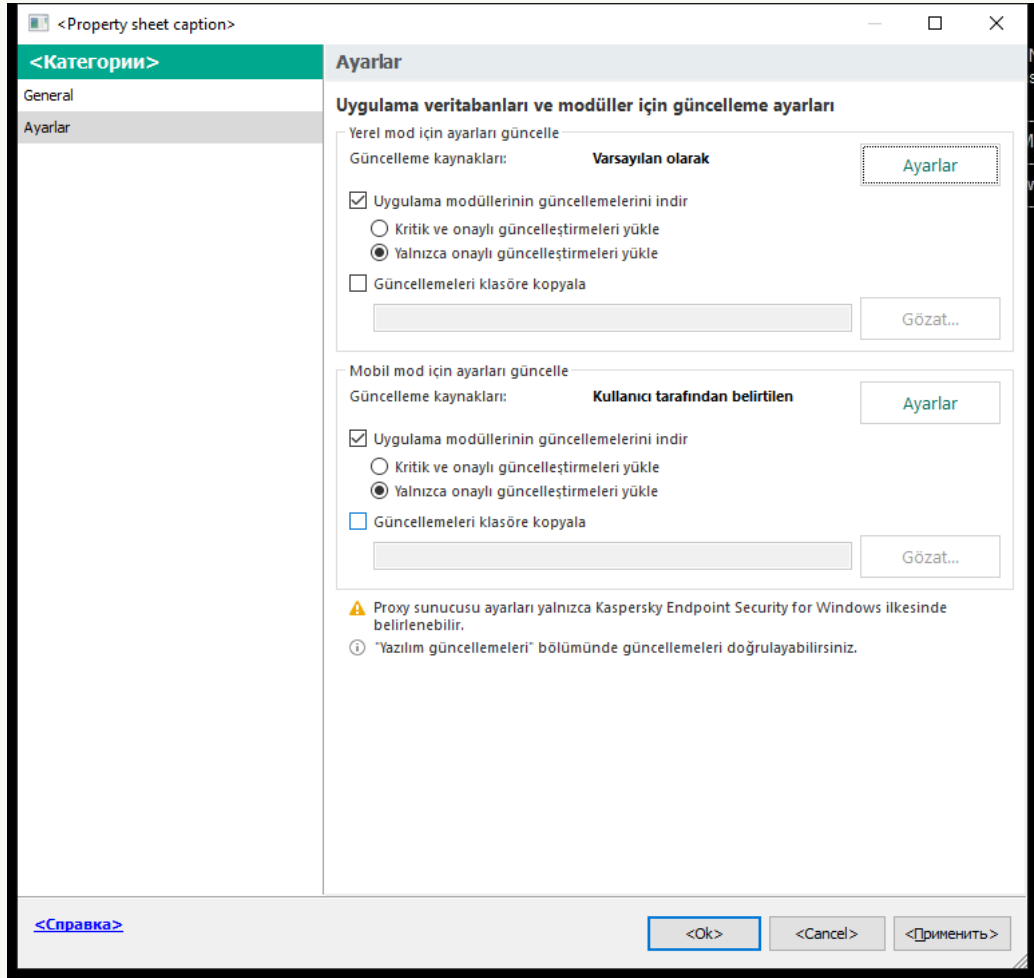 <Property sheet caption>
<Категории>
General
Ayarlar
Ayarlar
Uygulama veritabanları ve modüller için güncelleme ayarları
Yerel mod için ayarları güncelle
Güncelleme kaynakları: Varsayılan olarak Ayarlar
Uygulama modüllerinin güncellemelerini indir
Kritik ve onaylı güncelleştirmeleri yükle
Yalnızca onaylı güncelleştirmeleri yükle
Güncellemeleri klasöre kopyala
Gözat...
Mobil mod için ayarları güncelle
Güncelleme kaynakları: Kullanıcı tarafından belirtilen Ayarlar
Uygulama modüllerinin güncellemelerini indir
Kritik ve onaylı güncelleştirmeleri yükle
Yalnızca onaylı güncelleştirmeleri yükle
Güncellemeleri klasöre kopyala
Gözat...
Proxy sunucusu ayarları yalnızca Kaspersky Endpoint Security for Windows ilkesinde
belirlenebilir.
"Yazılım güncellemeleri" bölümünde güncellemeleri doğrulayabilirsiniz.
<Справка>
<Ok> <Cancel> <Применить>